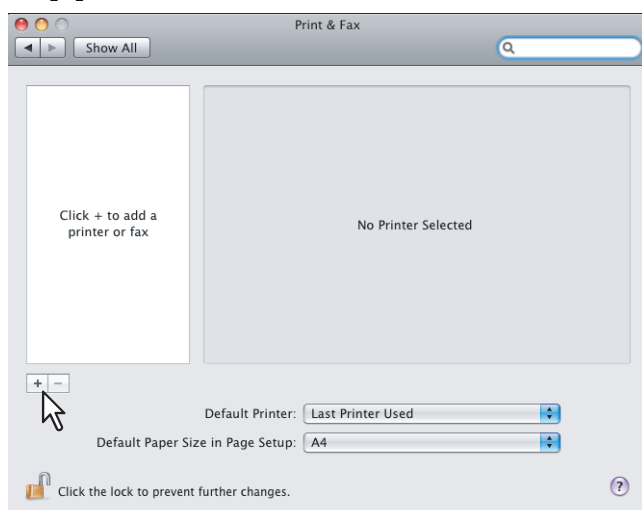 Print & Fax
Show All
Click + to add a
printer or fax
No Printer Selected
+ −
Default Printer: Last Printer Used
Default Paper Size in Page Setup: A4
Click the lock to prevent further changes.
?